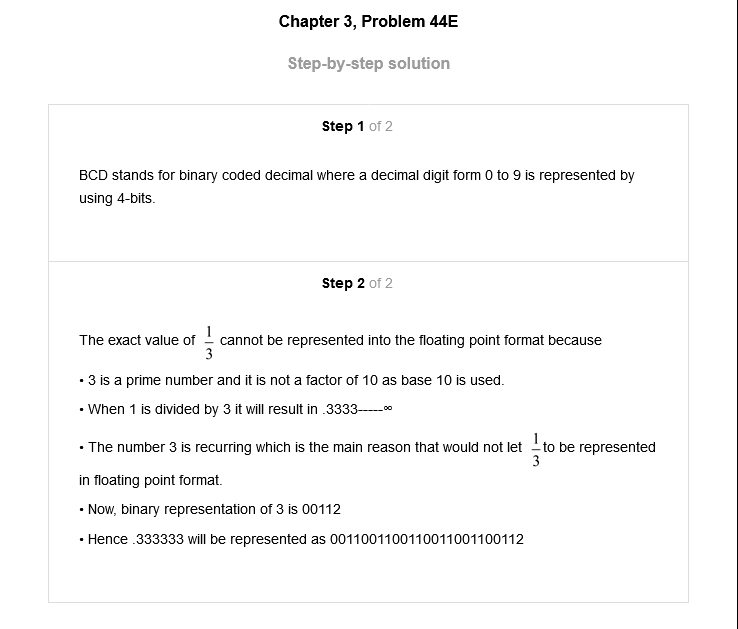 Chapter 3, Problem 44E
Step-by-step solution
Step 1 of 2
BCD stands for binary coded decimal where a decimal digit form 0 to 9 is represented by
using 4-bits.
Step 2 of 2
The exact value of 1/3 cannot be represented into the floating point format because
• 3 is a prime number and it is not a factor of 10 as base 10 is used.
• When 1 is divided by 3 it will result in .3333-----∞
• The number 3 is recurring which is the main reason that would not let 1/3 to be represented
in floating point format.
• Now, binary representation of 3 is 00112
• Hence .333333 will be represented as 0011001100110011001100112